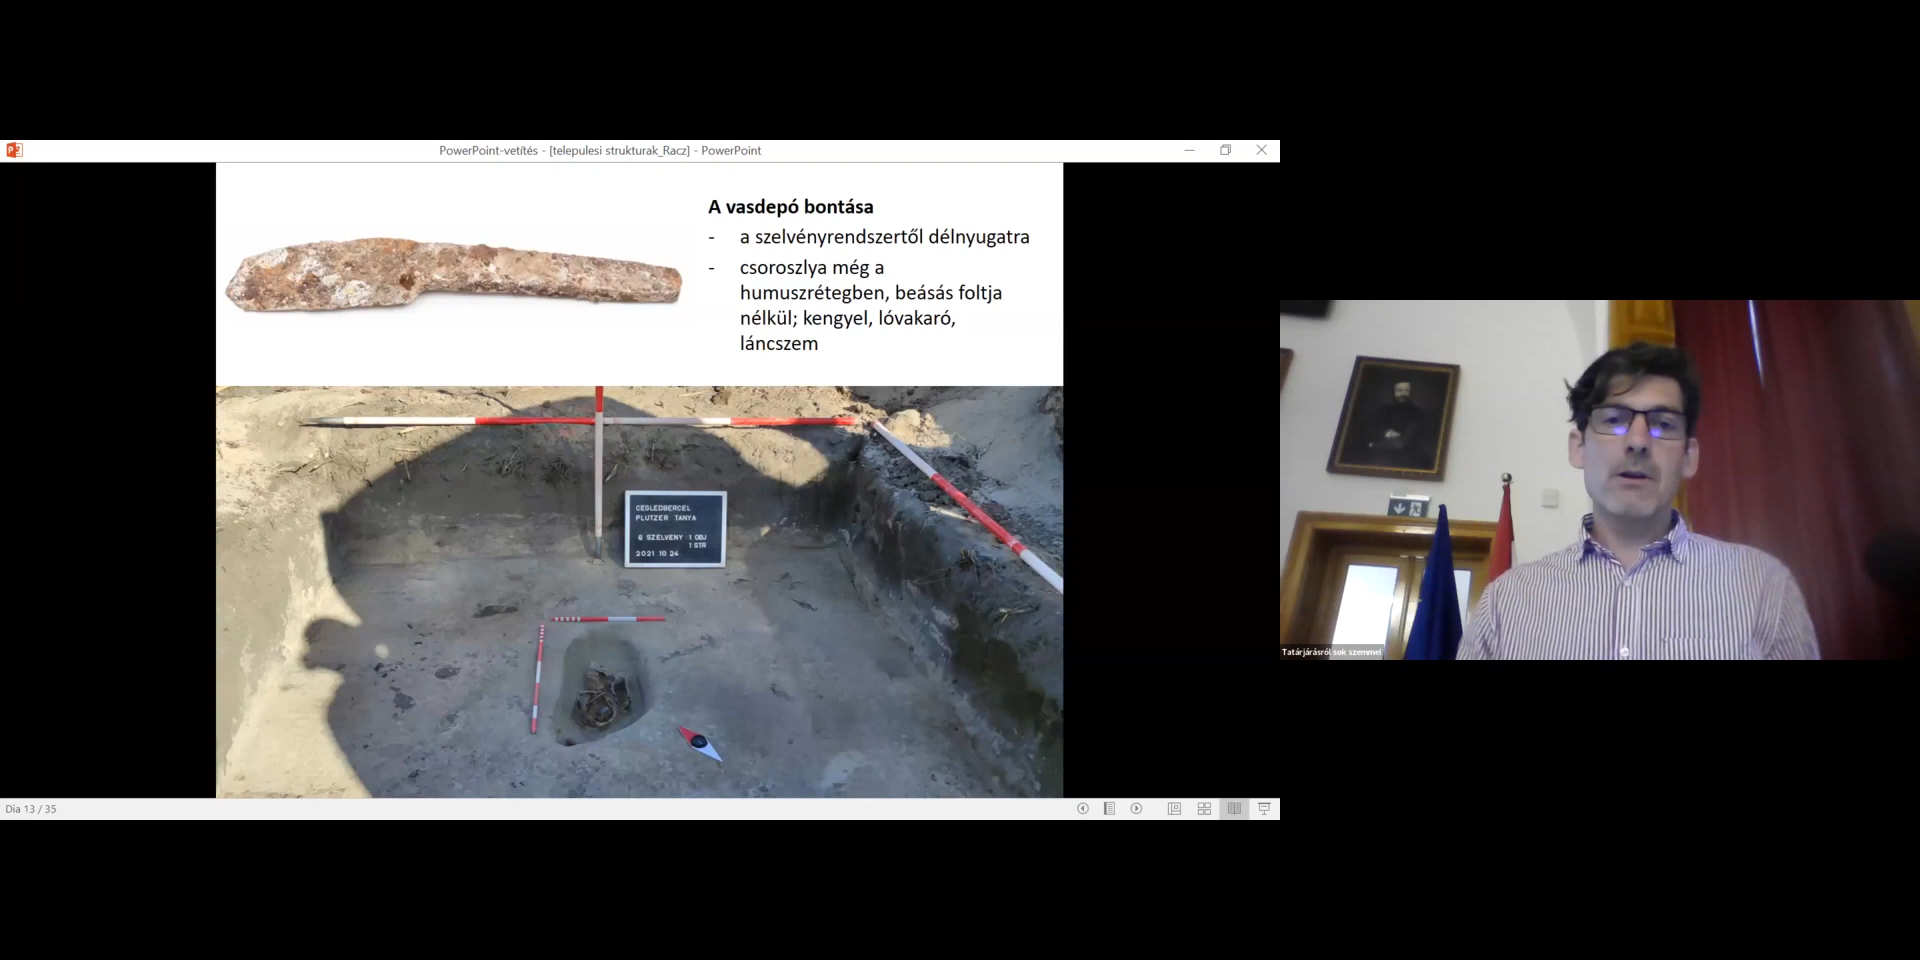 PowerPoint-vetítés - [telepulesi strukturak_Racz] - PowerPoint
A vasdepó bontása
- a szelvényrendszertől délnyugatra
- csoroszlya még a
humuszrétegben, beásás foltja
nélkül; kengyel, lóvakaró,
láncszem
CEGLEDBERCEL
PLUTZER TANYA
6 SZELVENY 1 OBJ
1 STR
2021 10 24
Tatárjárásról sok szemmel
Dia 13 / 35